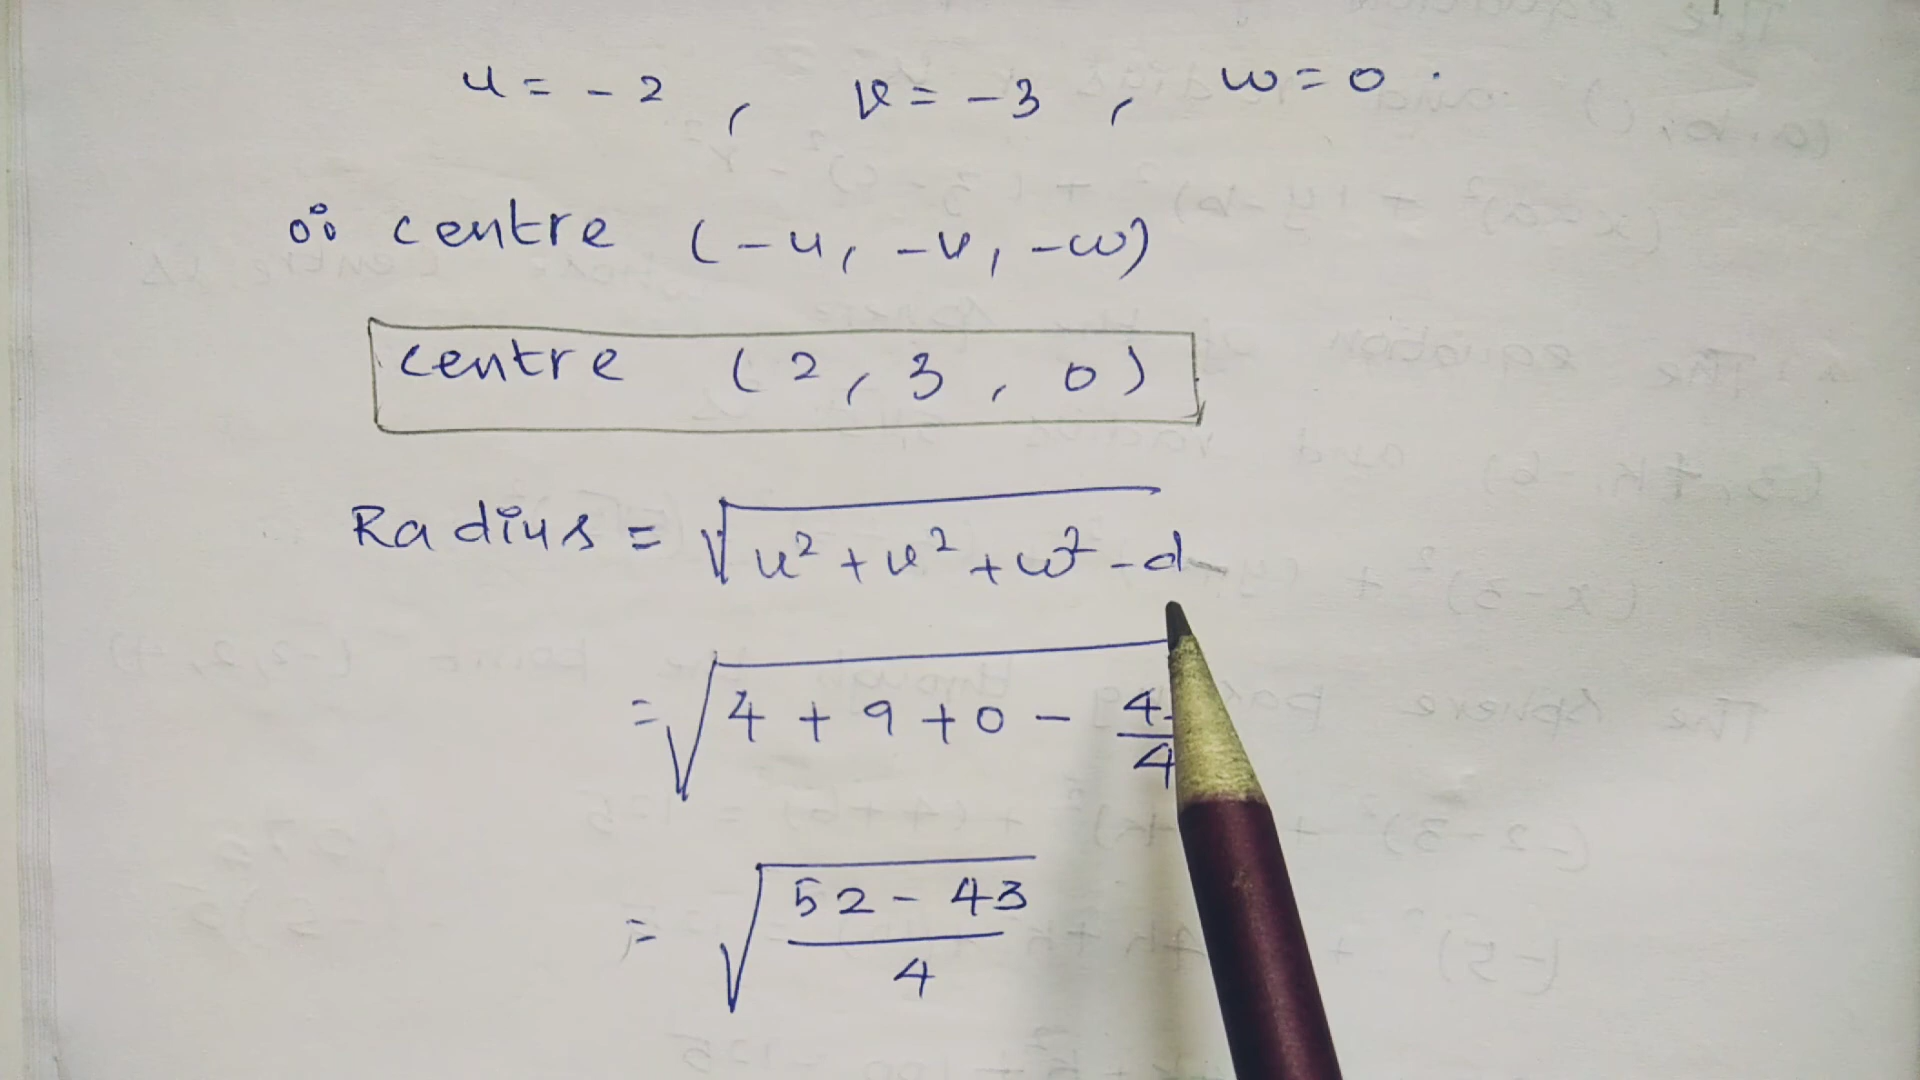 u = -2 , v = -3 , w = 0 .
∴ centre (-u, -v, -w)
centre (2, 3, 0)
Radius = √(u² + v² + w² - d)
= √(4 + 9 + 0 - 4/4
= √((52 - 43)/4)